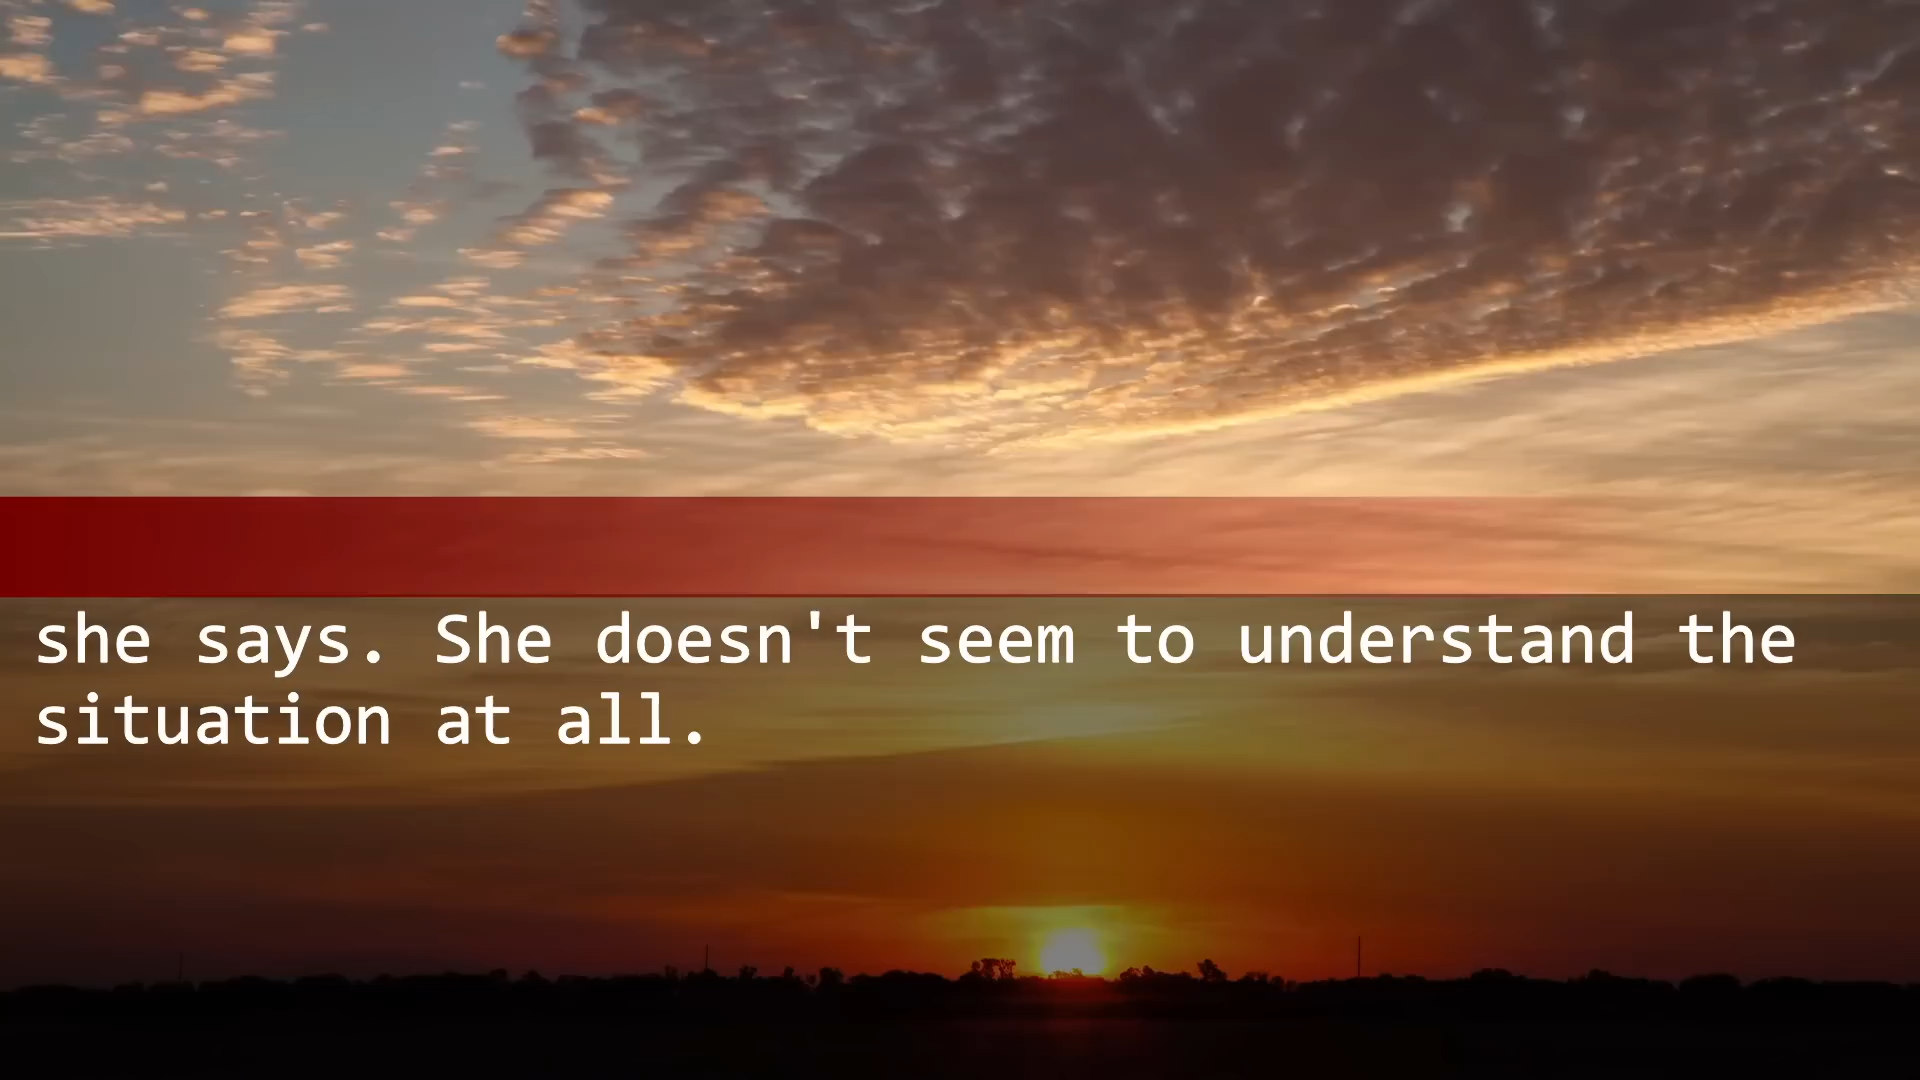 she says. She doesn't seem to understand the
situation at all.